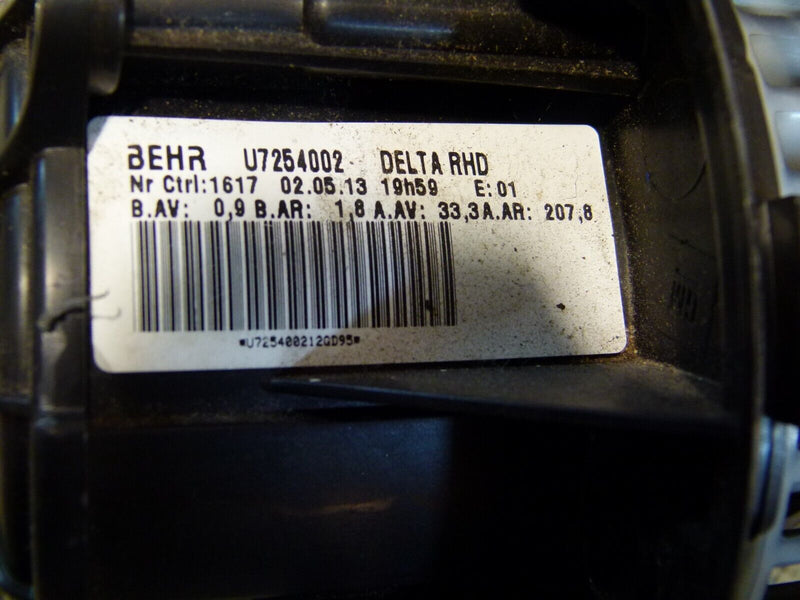 BEHR U7254002 DELTA RHD
Nr Ctrl:1617 02.05.13 19h59 E:01
B.AV: 0,9 B.AR: 1,8 A.AV: 33,3 A.AR: 207,8
*U725400212QD95*